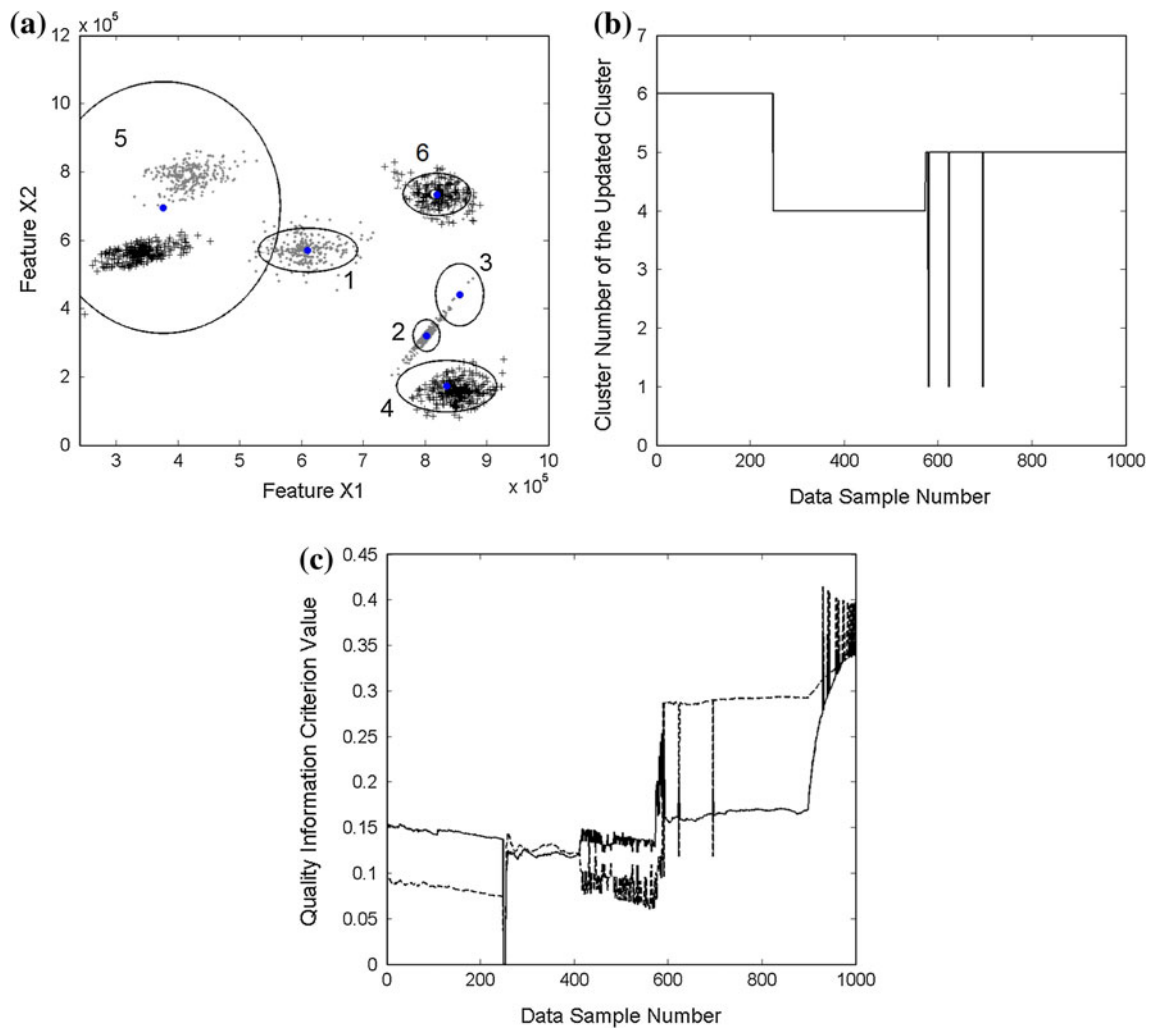 (a)
× 10⁵
12
10
8
6
4
2
0
Feature X2
5
6
1
3
2
4
3 4 5 6 7 8 9 10
Feature X1
× 10⁵
(b)
7
6
5
4
3
2
1
0
Cluster Number of the Updated Cluster
0 200 400 600 800 1000
Data Sample Number
(c)
0.45
0.4
0.35
0.3
0.25
0.2
0.15
0.1
0.05
0
Quality Information Criterion Value
0 200 400 600 800 1000
Data Sample Number